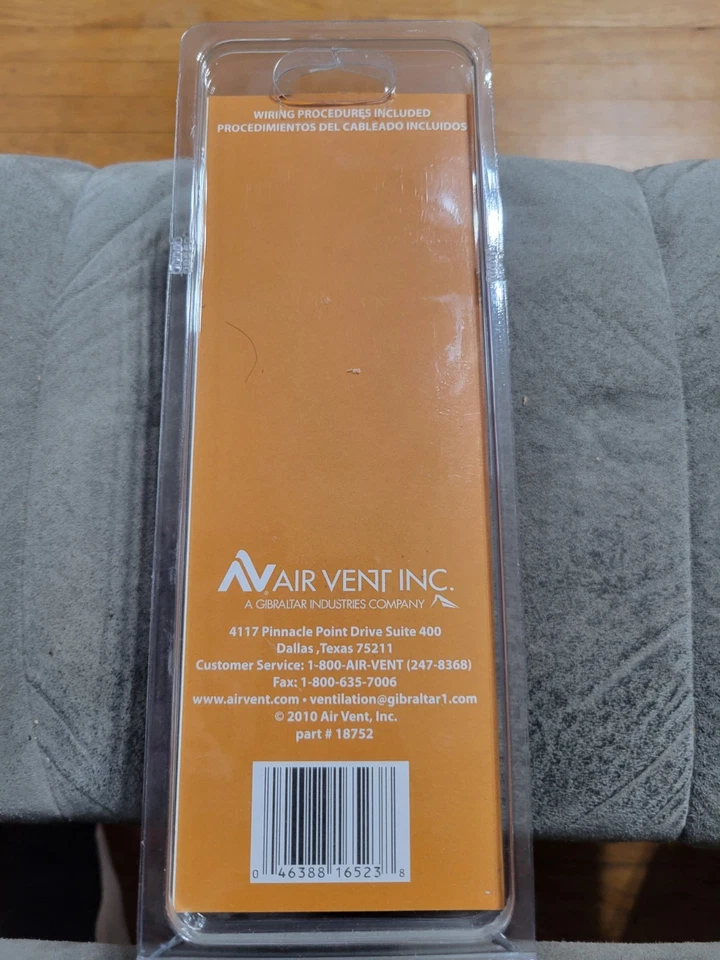 WIRING PROCEDURES INCLUDED
PROCEDIMIENTOS DEL CABLEADO INCLUIDOS
AV® AIR VENT INC.
A GIBRALTAR INDUSTRIES COMPANY
4117 Pinnacle Point Drive Suite 400
Dallas ,Texas 75211
Customer Service: 1-800-AIR-VENT (247-8368)
Fax: 1-800-635-7006
www.airvent.com • ventilation@gibraltar1.com
© 2010 Air Vent, Inc.
part # 18752
0 46388 16523 8